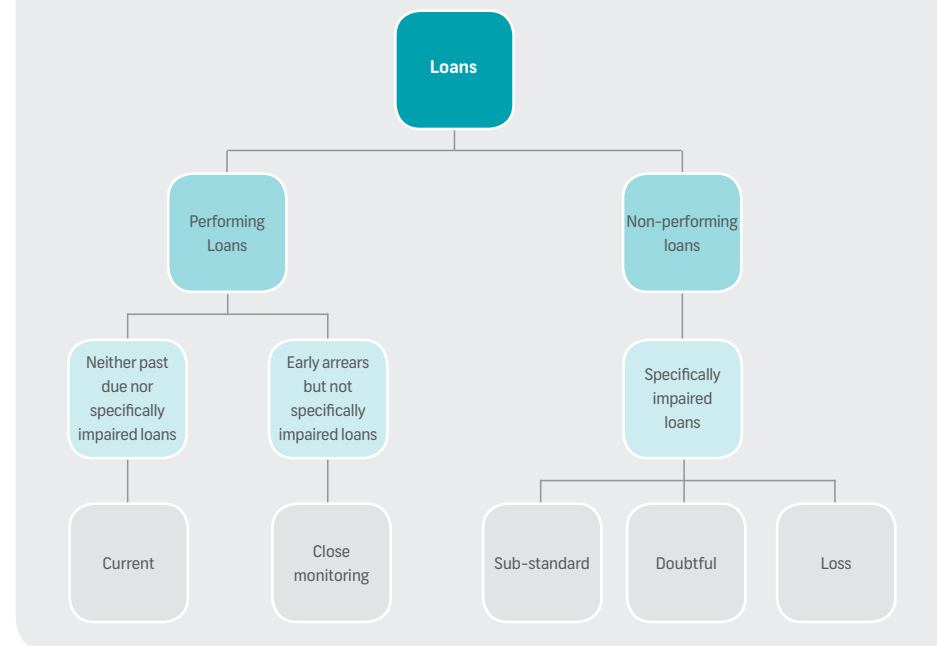 Loans
Performing
Loans
Non-performing
loans
Neither past
due nor
specifically
impaired loans
Early arrears
but not
specifically
impaired loans
Specifically
impaired
loans
Current
Close
monitoring
Sub-standard
Doubtful
Loss